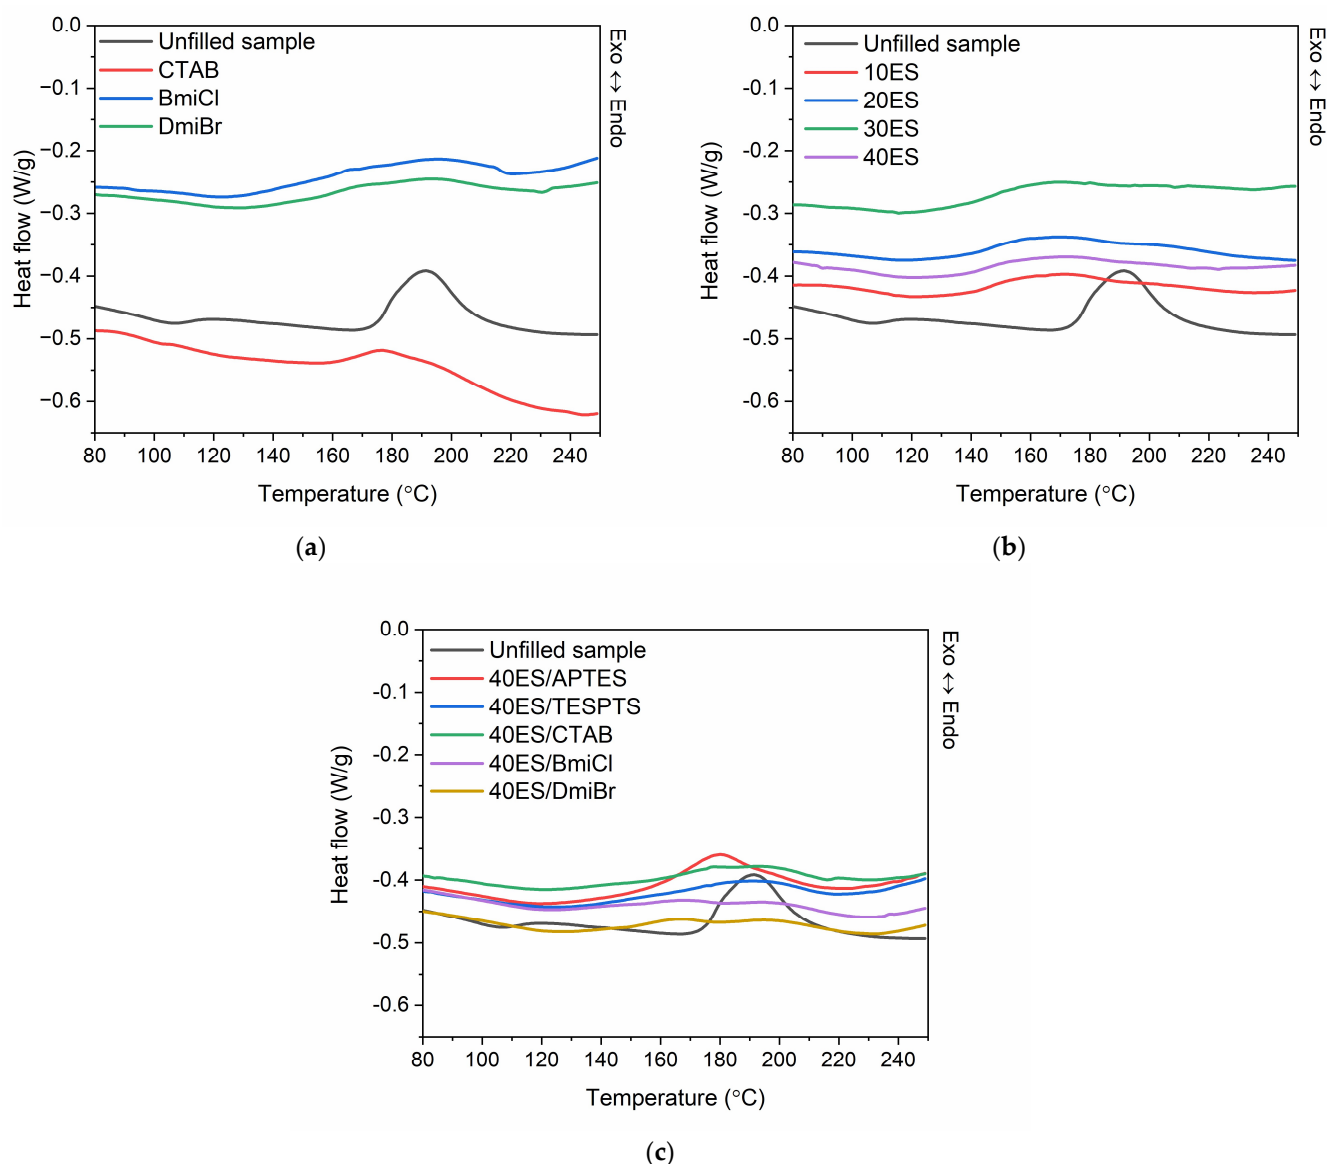 0.0
−0.1
−0.2
−0.3
−0.4
−0.5
−0.6
Heat flow (W/g)
Unfilled sample
CTAB
BmiCl
DmiBr
Exo ↔ Endo
80 100 120 140 160 180 200 220 240
Temperature (°C)
(a)
0.0
-0.1
-0.2
-0.3
-0.4
-0.5
-0.6
Heat flow (W/g)
Unfilled sample
10ES
20ES
30ES
40ES
Exo ↔ Endo
80 100 120 140 160 180 200 220 240
Temperature (°C)
(b)
0.0
-0.1
-0.2
-0.3
-0.4
-0.5
-0.6
Heat flow (W/g)
Unfilled sample
40ES/APTES
40ES/TESPTS
40ES/CTAB
40ES/BmiCl
40ES/DmiBr
Exo ↔ Endo
80 100 120 140 160 180 200 220 240
Temperature (°C)
(c)